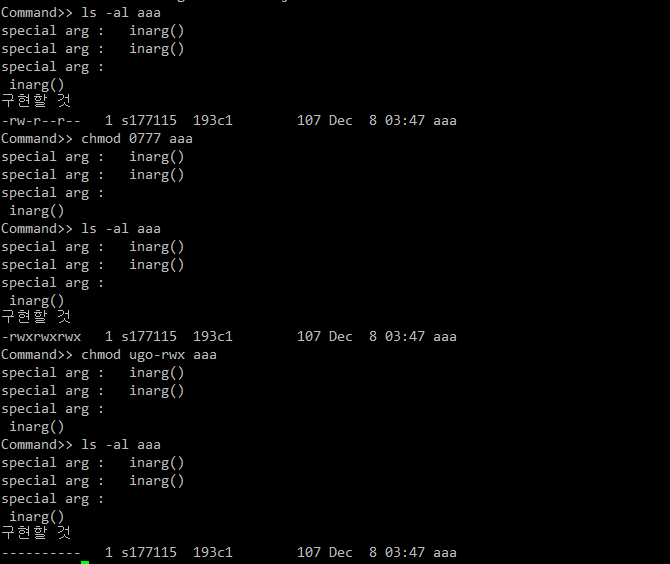 Command>> ls -al aaa
special arg :   inarg()
special arg :   inarg()
special arg :
 inarg()
구현할 것
-rw-r--r--   1 s177115  193c1        107 Dec  8 03:47 aaa
Command>> chmod 0777 aaa
special arg :   inarg()
special arg :   inarg()
special arg :
 inarg()
Command>> ls -al aaa
special arg :   inarg()
special arg :   inarg()
special arg :
 inarg()
구현할 것
-rwxrwxrwx   1 s177115  193c1        107 Dec  8 03:47 aaa
Command>> chmod ugo-rwx aaa
special arg :   inarg()
special arg :   inarg()
special arg :
 inarg()
Command>> ls -al aaa
special arg :   inarg()
special arg :   inarg()
special arg :
 inarg()
구현할 것
----------   1 s177115  193c1        107 Dec  8 03:47 aaa